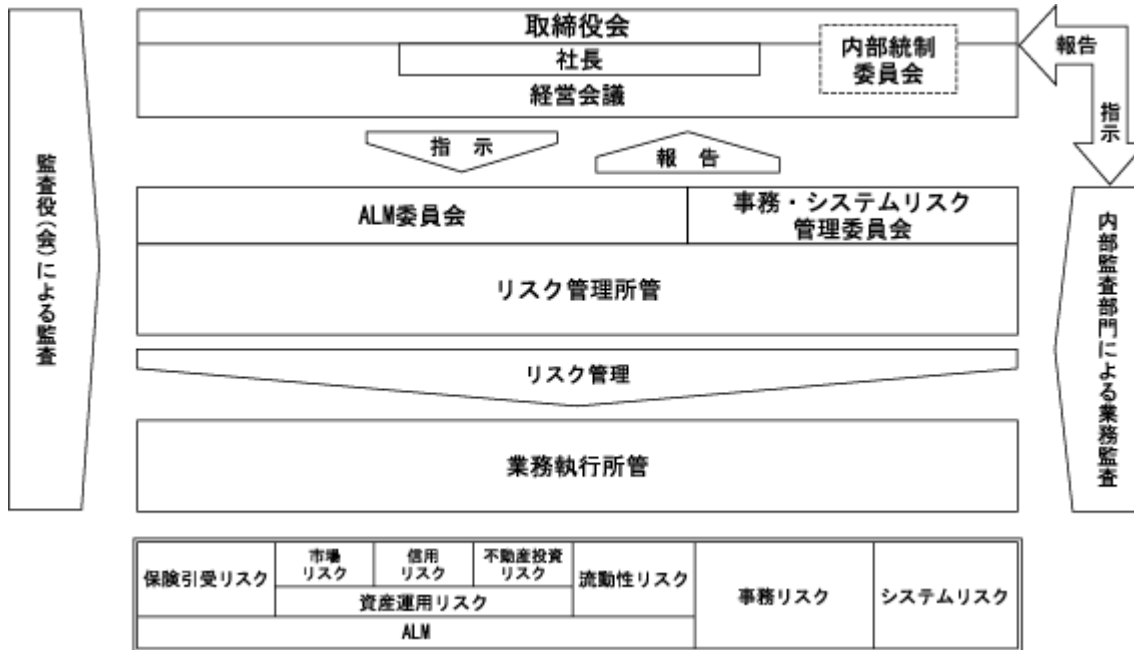 取締役会
社長
経営会議
内部統制
委員会
報告
指示
指 示
報 告
監査役(会)による監査
ALM委員会
事務・システムリスク
管理委員会
リスク管理所管
内部監査部門による業務監査
リスク管理
業務執行所管
保険引受リスク
市場
リスク
信用
リスク
不動産投資
リスク
資産運用リスク
流動性リスク
ALM
事務リスク
システムリスク